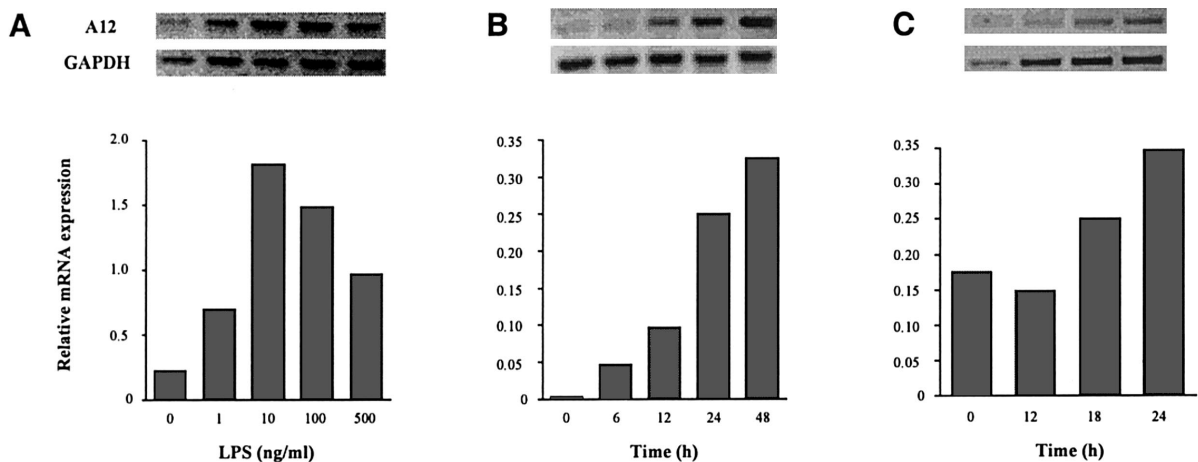 A
A12
GAPDH
Relative mRNA expression
2.0
1.5
1.0
0.5
0
0 1 10 100 500
LPS (ng/ml)
B
0.35
0.30
0.25
0.20
0.15
0.10
0.05
0
0 6 12 24 48
Time (h)
C
0.35
0.30
0.25
0.20
0.15
0.10
0.05
0
0 12 18 24
Time (h)